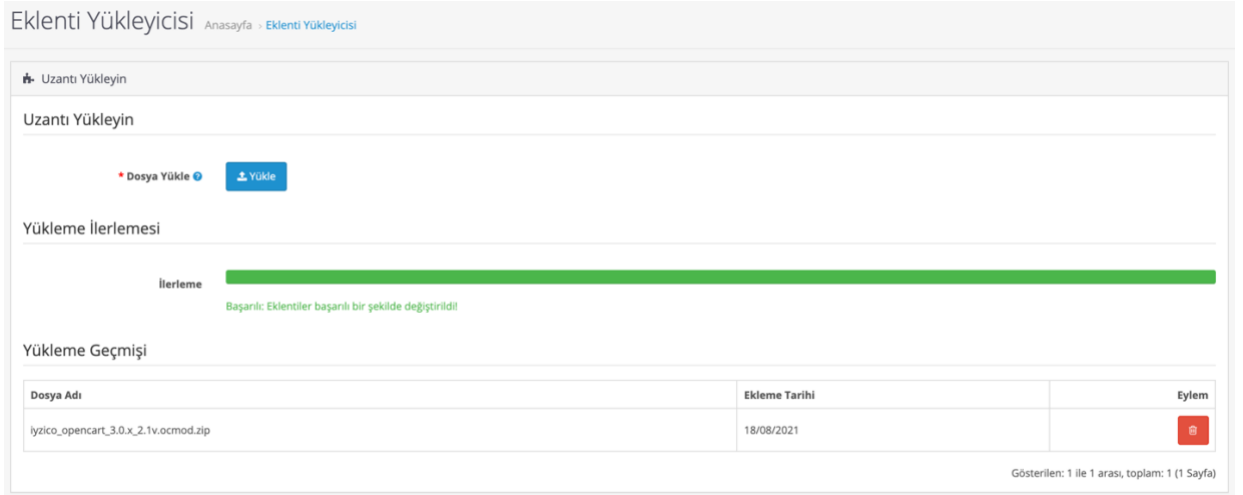 Eklenti Yükleyicisi Anasayfa › Eklenti Yükleyicisi
Uzantı Yükleyin
Uzantı Yükleyin
* Dosya Yükle ? Yükle
Yükleme İlerlemesi
İlerleme
Başarılı: Eklentiler başarılı bir şekilde değiştirildi!
Yükleme Geçmişi
Dosya Adı Ekleme Tarihi Eylem
iyzico_opencart_3.0.x_2.1v.ocmod.zip 18/08/2021
Gösterilen: 1 ile 1 arası, toplam: 1 (1 Sayfa)